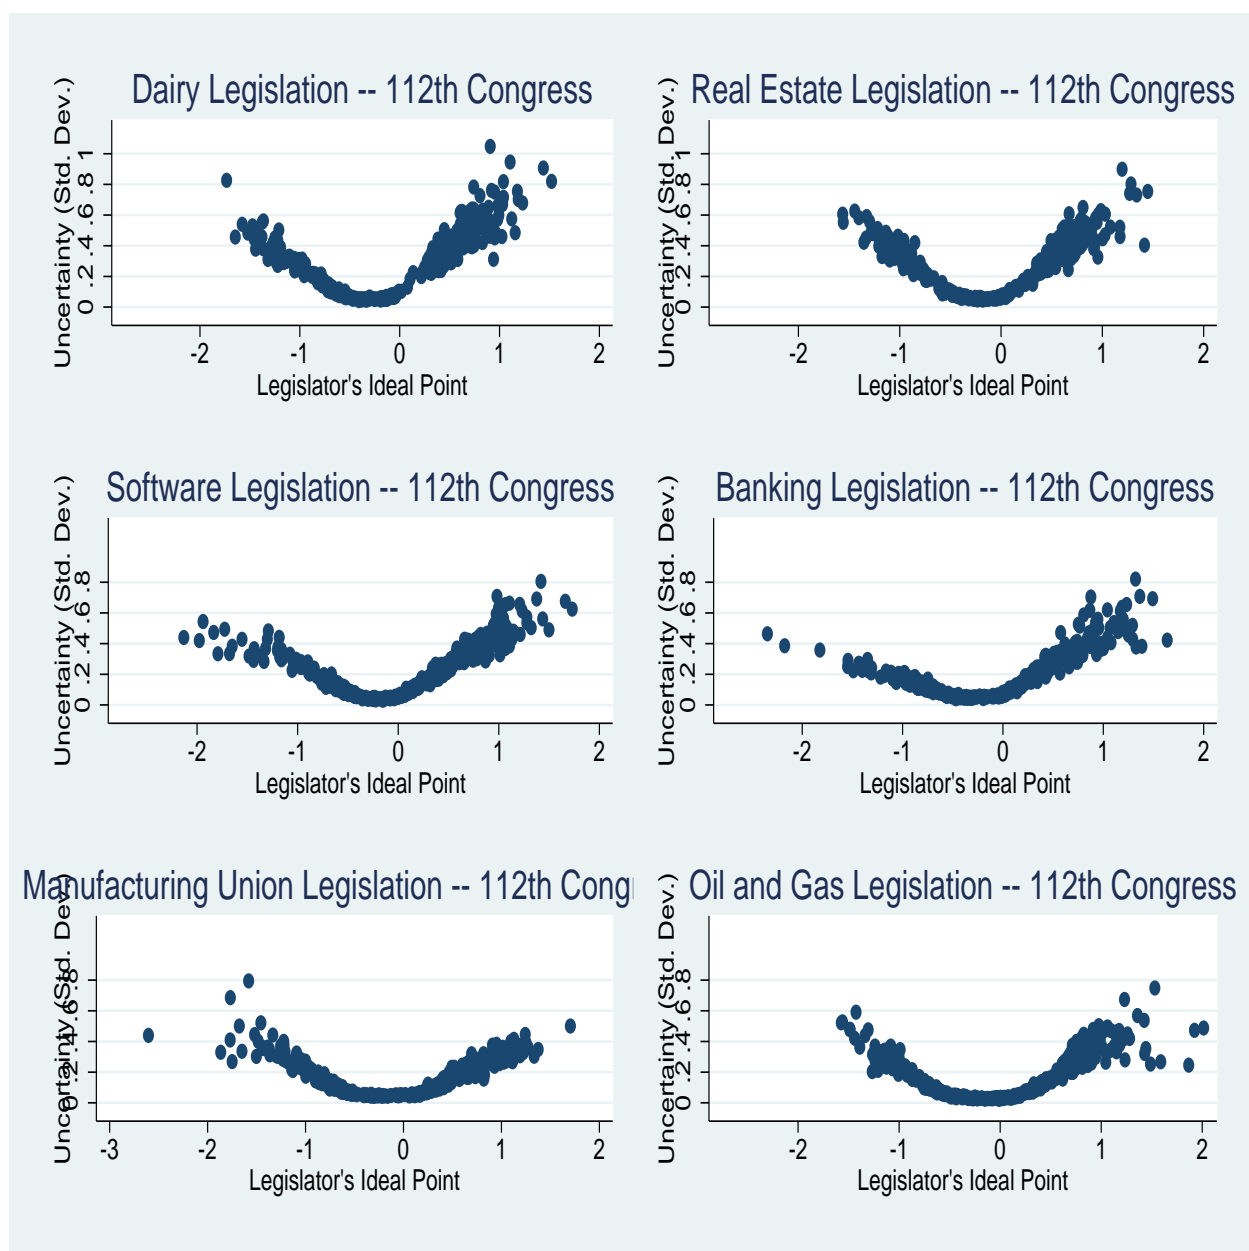 Dairy Legislation -- 112th Congress
Uncertainty (Std. Dev.)
0 .2 .4 .6 .8 1
-2 -1 0 1 2
Legislator's Ideal Point
Real Estate Legislation -- 112th Congress
Uncertainty (Std. Dev.)
0 .2 .4 .6 .8 1
-2 -1 0 1 2
Legislator's Ideal Point
Software Legislation -- 112th Congress
Uncertainty (Std. Dev.)
0 .2 .4 .6 .8
-2 -1 0 1 2
Legislator's Ideal Point
Banking Legislation -- 112th Congress
Uncertainty (Std. Dev.)
0 .2 .4 .6 .8
-2 -1 0 1 2
Legislator's Ideal Point
Manufacturing Union Legislation -- 112th Congr
Uncertainty (Std. Dev.)
0 .2 .4 .6 .8
-3 -2 -1 0 1 2
Legislator's Ideal Point
Oil and Gas Legislation -- 112th Congress
Uncertainty (Std. Dev.)
0 .2 .4 .6 .8
-2 -1 0 1 2
Legislator's Ideal Point